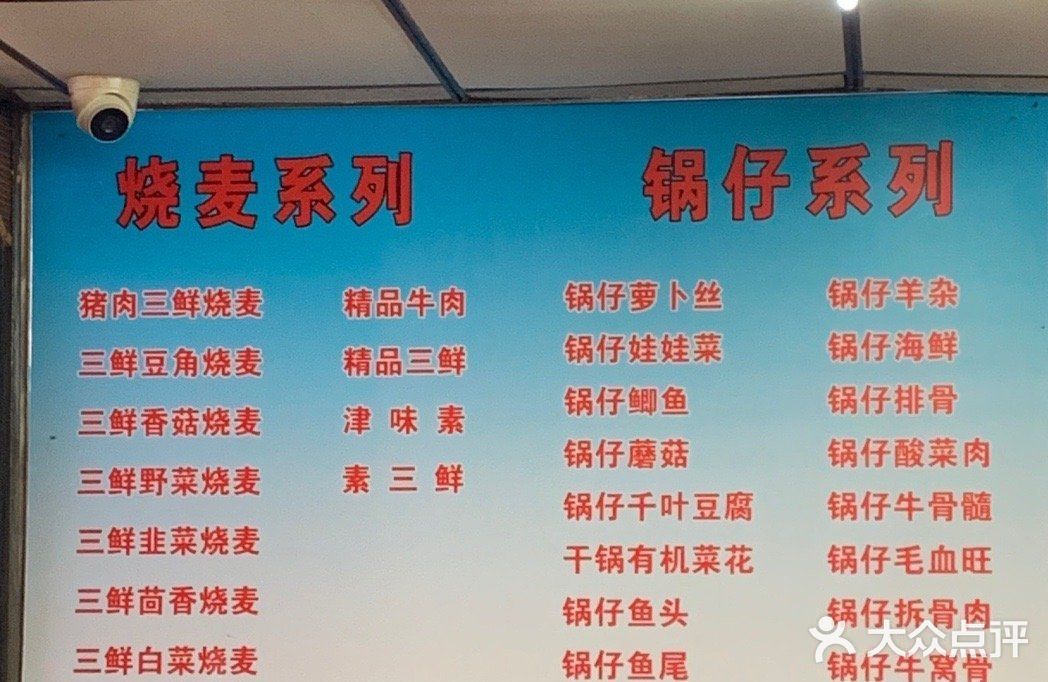 烧麦系列
猪肉三鲜烧麦
三鲜豆角烧麦
三鲜香菇烧麦
三鲜野菜烧麦
三鲜韭菜烧麦
三鲜茴香烧麦
三鲜白菜烧麦
精品牛肉
精品三鲜
津味素
素三鲜
锅仔系列
锅仔萝卜丝
锅仔娃娃菜
锅仔鲫鱼
锅仔蘑菇
锅仔千叶豆腐
干锅有机菜花
锅仔鱼头
锅仔鱼尾
锅仔羊杂
锅仔海鲜
锅仔排骨
锅仔酸菜肉
锅仔牛骨髓
锅仔毛血旺
锅仔拆骨肉
锅仔牛窝骨
大众点评